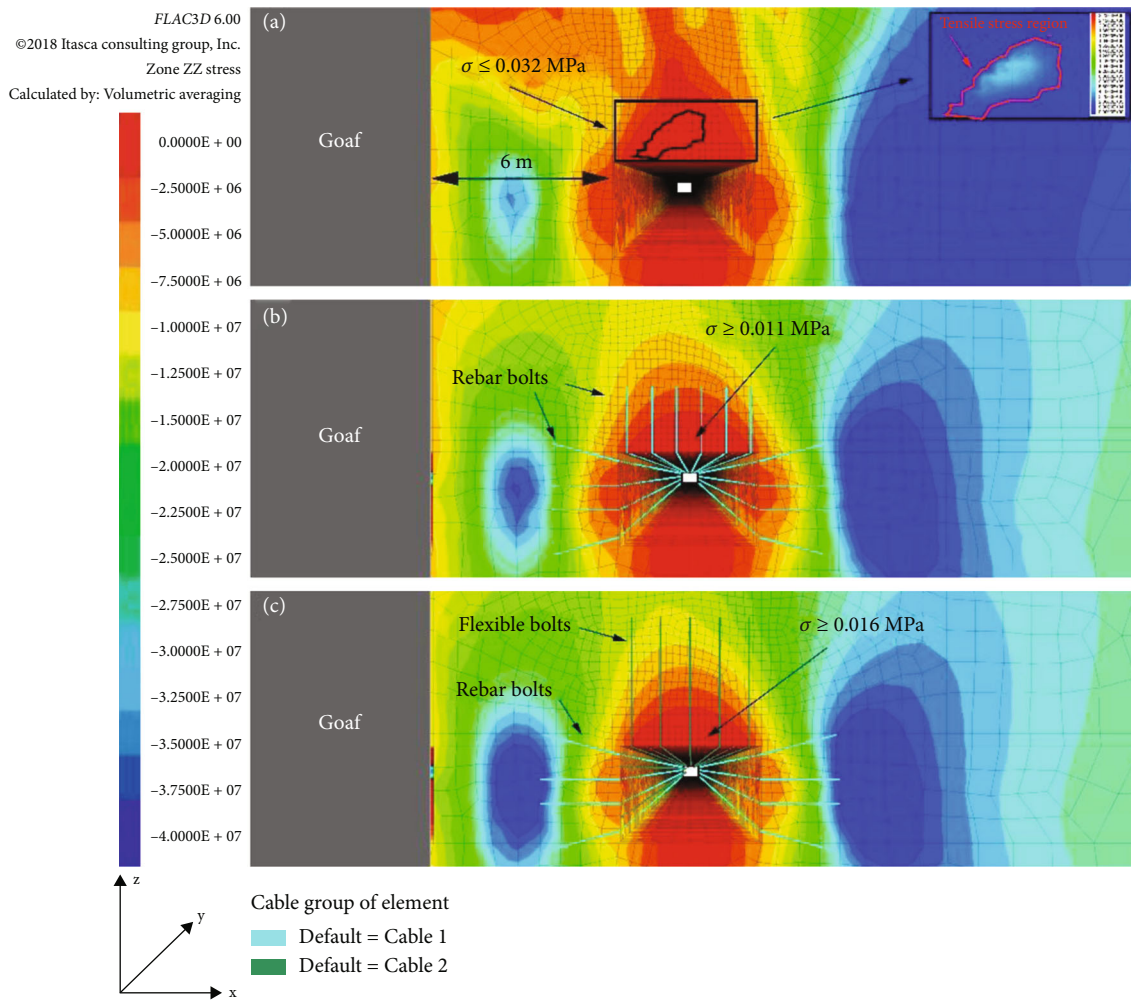 FLAC3D 6.00
©2018 Itasca consulting group, Inc.
Zone ZZ stress
Calculated by: Volumetric averaging
0.0000E + 00
−2.5000E + 06
−5.0000E + 06
−7.5000E + 06
−1.0000E + 07
−1.2500E + 07
−1.5000E + 07
−2.0000E + 07
−2.2500E + 07
−2.5000E + 07
−2.7500E + 07
−3.0000E + 07
−3.2500E + 07
−3.5000E + 07
−3.7500E + 07
−4.0000E + 07
(a)
Tensile stress region
σ ≤ 0.032 MPa
Goaf
6 m
(b)
σ ≥ 0.011 MPa
Rebar bolts
Goaf
(c)
Flexible bolts
σ ≥ 0.016 MPa
Rebar bolts
Goaf
z
y
x
Cable group of element
Default = Cable 1
Default = Cable 2